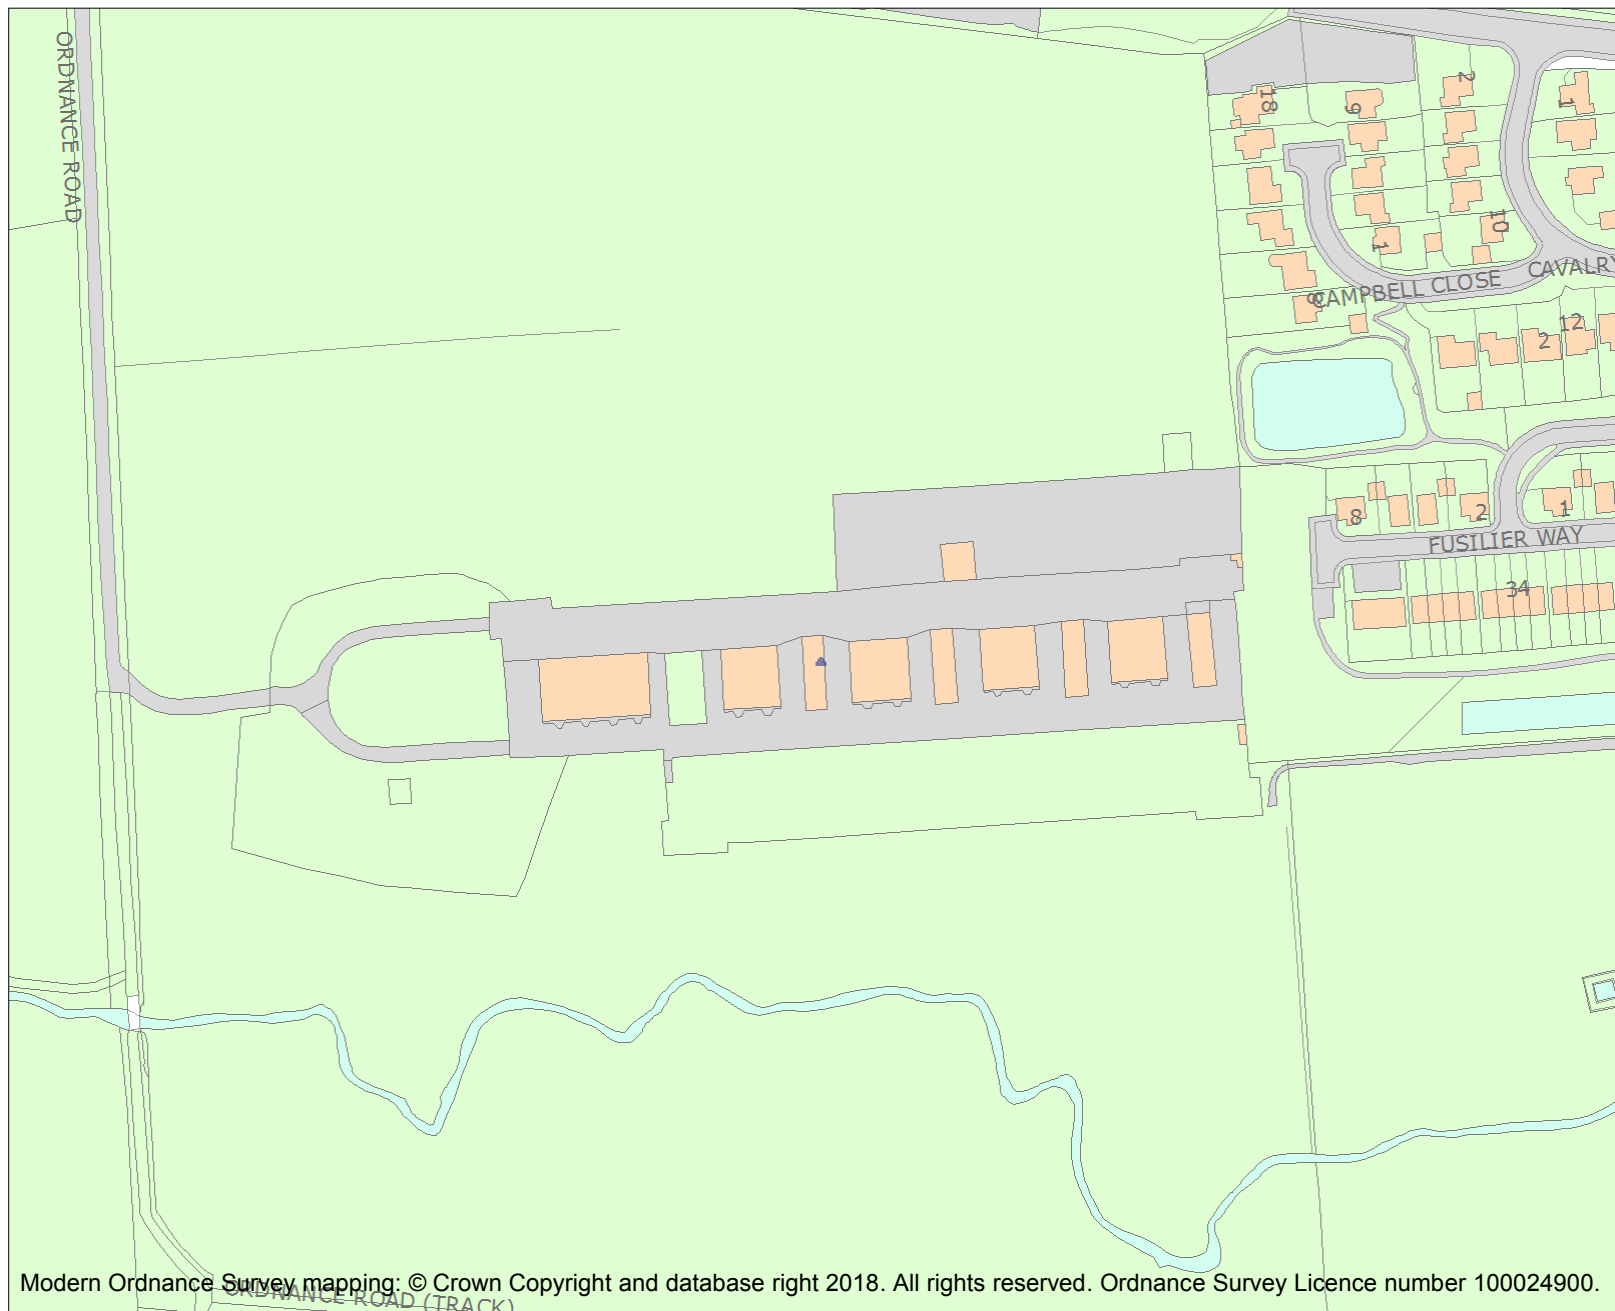 ORDNANCE ROAD
18
9
2
1
1
10
8
CAMPBELL CLOSE
CAVALRY
12
2
8
2
1
FUSILIER WAY
34
Modern Ordnance Survey mapping: © Crown Copyright and database right 2018. All rights reserved. Ordnance Survey Licence number 100024900.
ORDNANCE ROAD (TRACK)